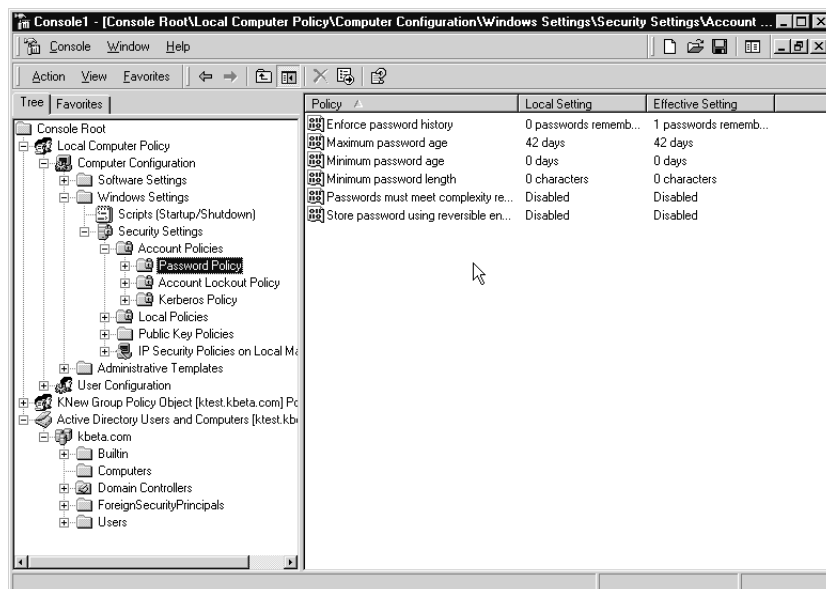 Console1 - [Console Root\Local Computer Policy\Computer Configuration\Windows Settings\Security Settings\Account ...
Console Window Help
Action View Favorites
Tree Favorites
Console Root
Local Computer Policy
Computer Configuration
Software Settings
Windows Settings
Scripts (Startup/Shutdown)
Security Settings
Account Policies
Password Policy
Account Lockout Policy
Kerberos Policy
Local Policies
Public Key Policies
IP Security Policies on Local Ma
Administrative Templates
User Configuration
KNew Group Policy Object [ktest.kbeta.com] Po
Active Directory Users and Computers [ktest.kb
kbeta.com
Builtin
Computers
Domain Controllers
ForeignSecurityPrincipals
Users
Policy Local Setting Effective Setting
Enforce password history 0 passwords rememb... 1 passwords rememb...
Maximum password age 42 days 42 days
Minimum password age 0 days 0 days
Minimum password length 0 characters 0 characters
Passwords must meet complexity re... Disabled Disabled
Store password using reversible en... Disabled Disabled